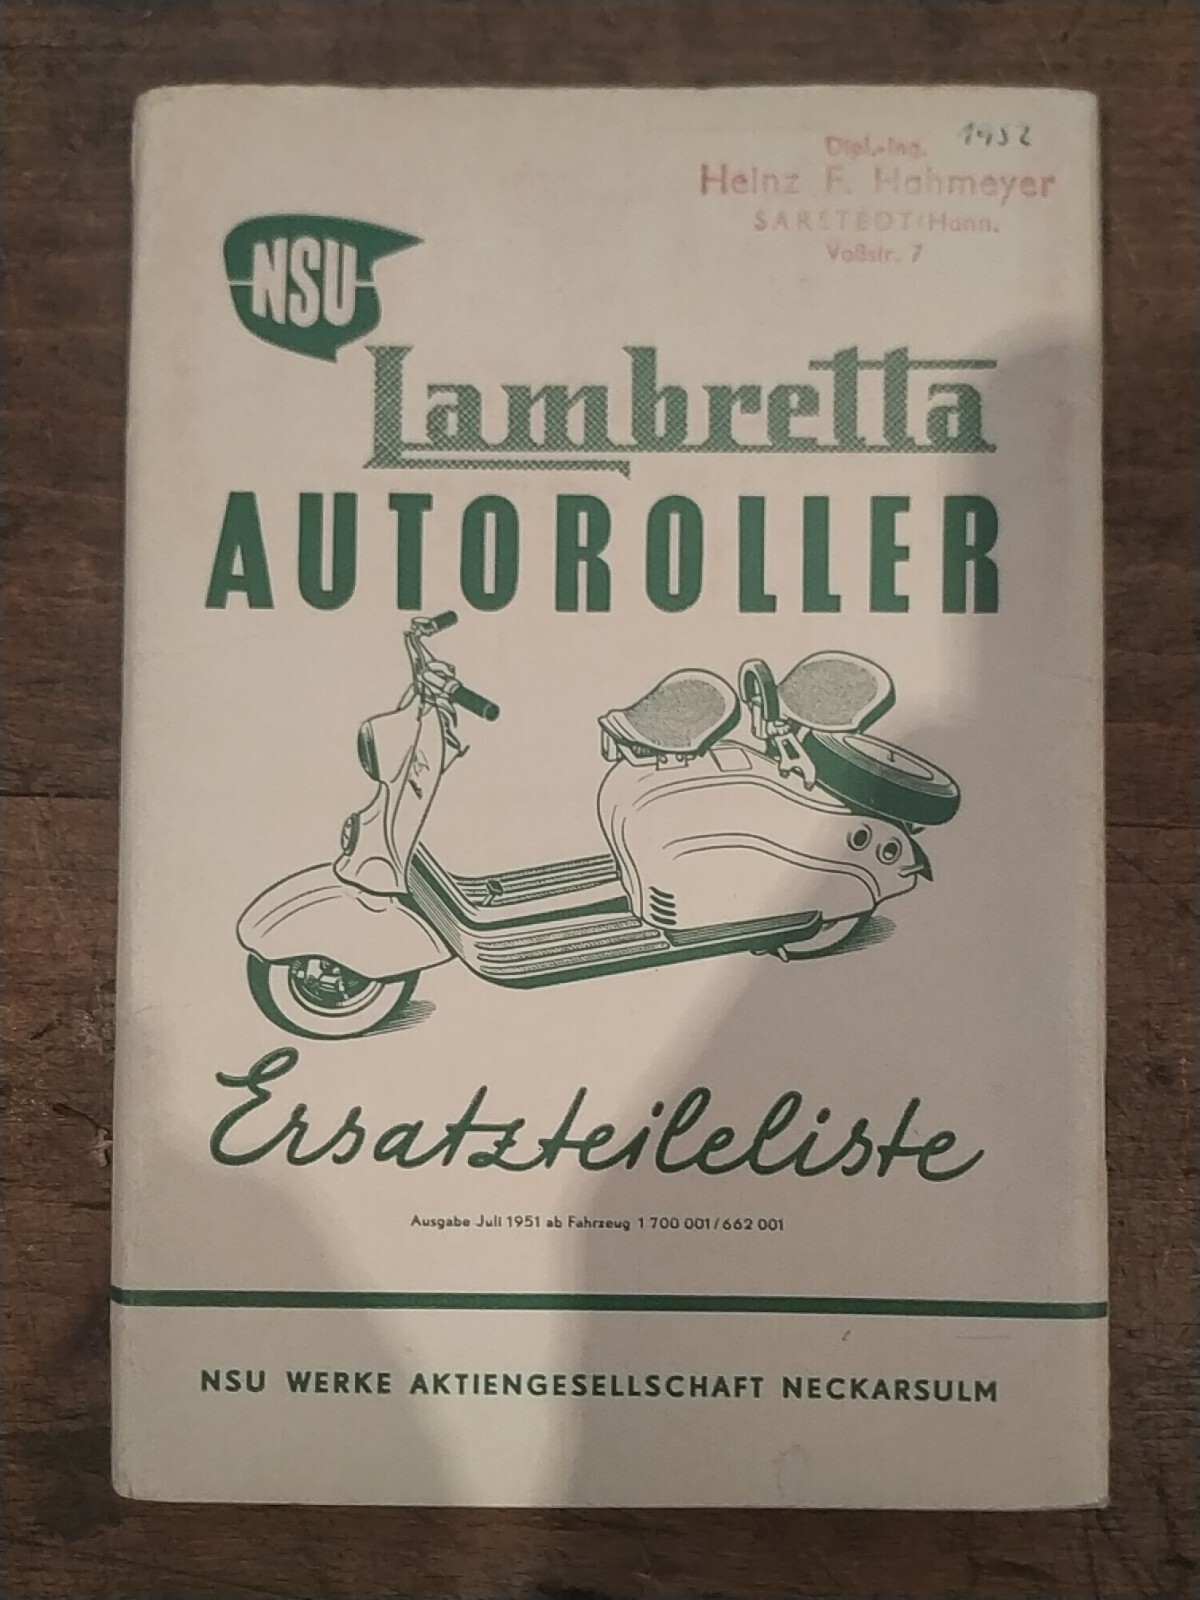 1952
Dipl.-Ing.
Heinz F. Hahmeyer
SARSTEDT/Hann.
Voßstr. 7
NSU
Lambretta
AUTOROLLER
Ersatzteileliste
Ausgabe Juli 1951 ab Fahrzeug 1 700 001/662 001
NSU WERKE AKTIENGESELLSCHAFT NECKARSULM